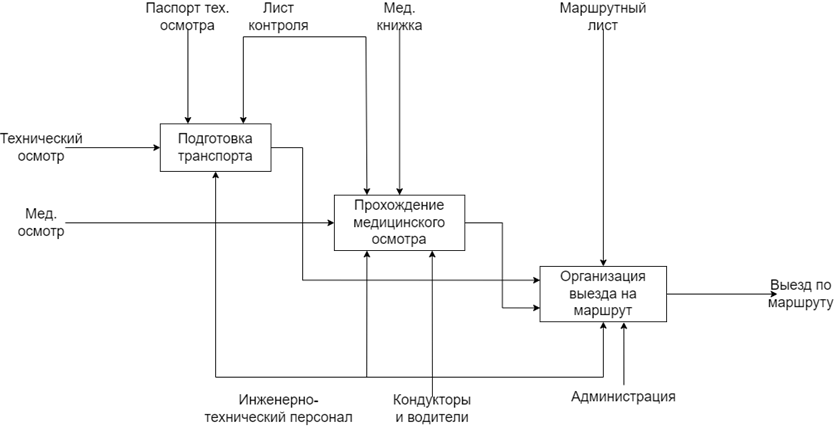 Паспорт тех.
осмотра
Лист
контроля
Мед.
книжка
Маршрутный
лист
Технический
осмотр
Подготовка
транспорта
Мед.
осмотр
Прохождение
медицинского
осмотра
Организация
выезда на
маршрут
Выезд по
маршруту
Инженерно-
технический персонал
Кондукторы
и водители
Администрация